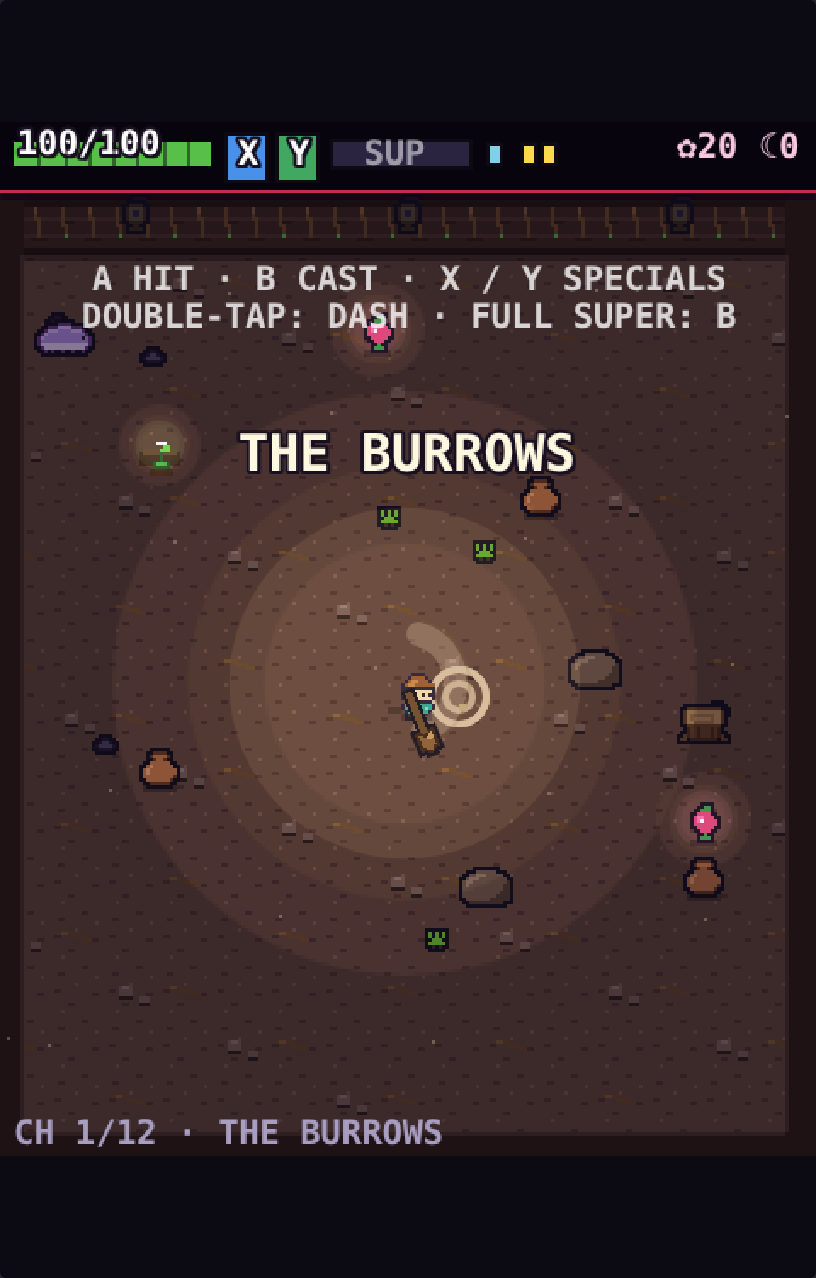 100/100 X Y SUP ✿20 ☾0
A HIT · B CAST · X / Y SPECIALS
DOUBLE-TAP: DASH · FULL SUPER: B
THE BURROWS
CH 1/12 · THE BURROWS